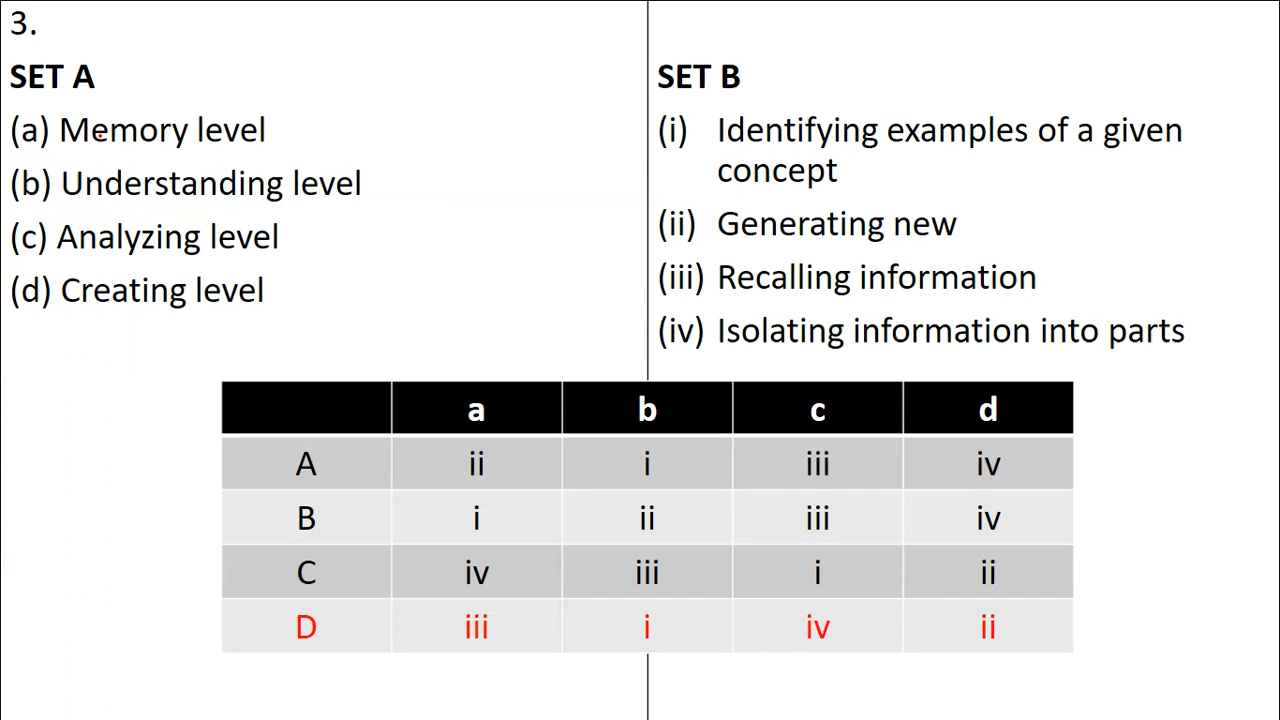 3.
SET A
(a) Memory level
(b) Understanding level
(c) Analyzing level
(d) Creating level
SET B
(i) Identifying examples of a given
concept
(ii) Generating new
(iii) Recalling information
(iv) Isolating information into parts
a b c d
A ii i iii iv
B i ii iii iv
C iv iii i ii
D iii i iv ii